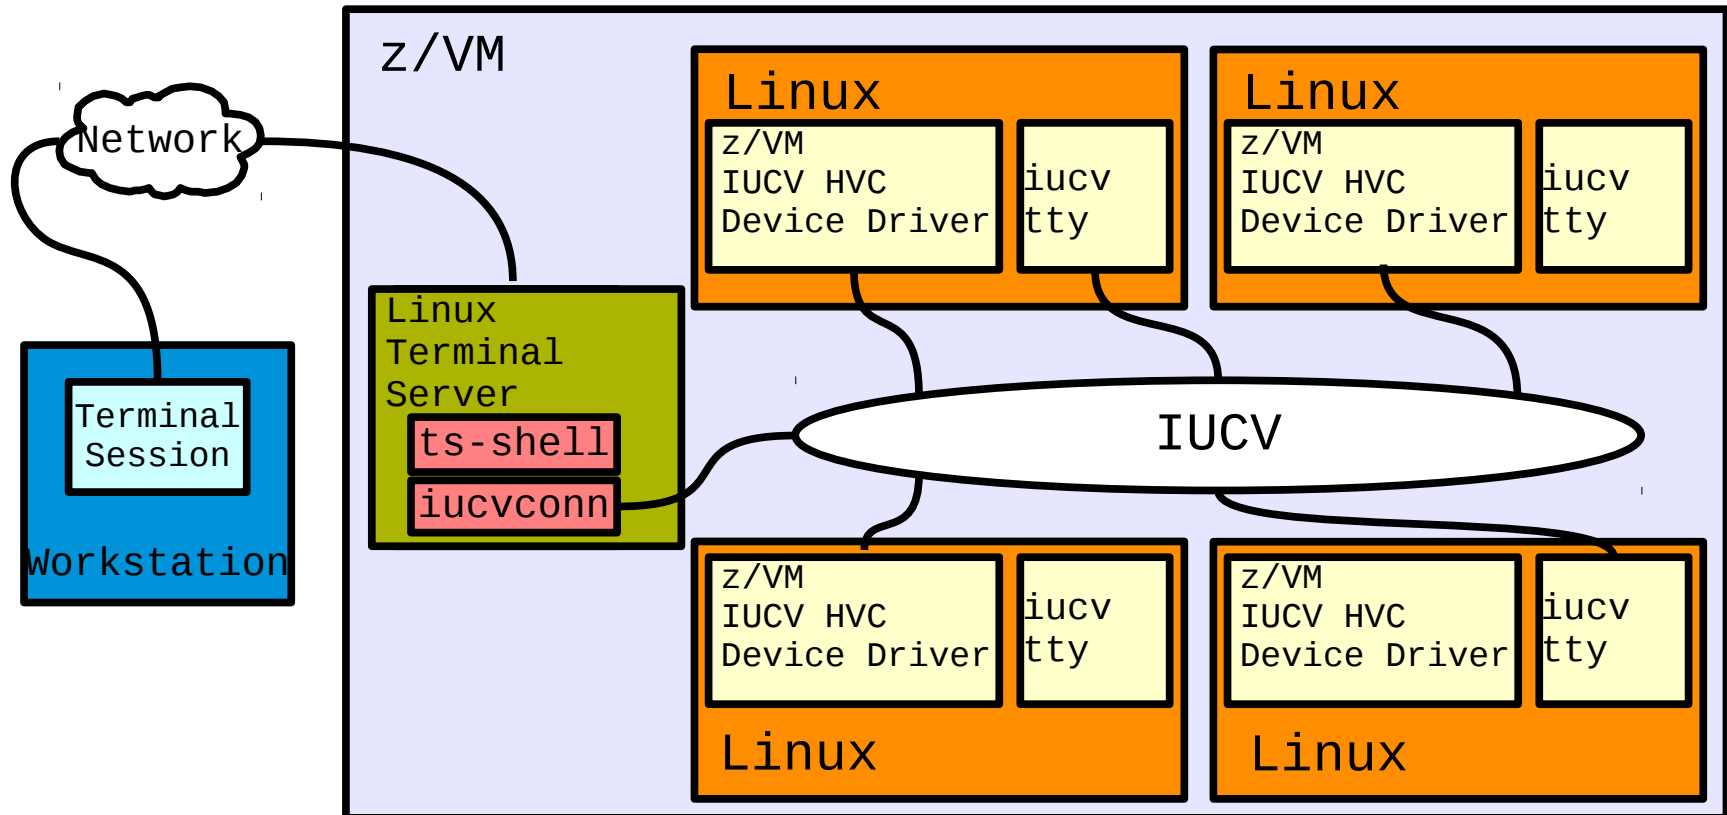 z/VM
Network
Linux
z/VM
IUCV HVC
Device Driver
iucv
tty
Linux
z/VM
IUCV HVC
Device Driver
iucv
tty
Linux
Terminal
Server
ts-shell
iucvconn
Terminal
Session
Workstation
IUCV
z/VM
IUCV HVC
Device Driver
iucv
tty
Linux
z/VM
IUCV HVC
Device Driver
iucv
tty
Linux